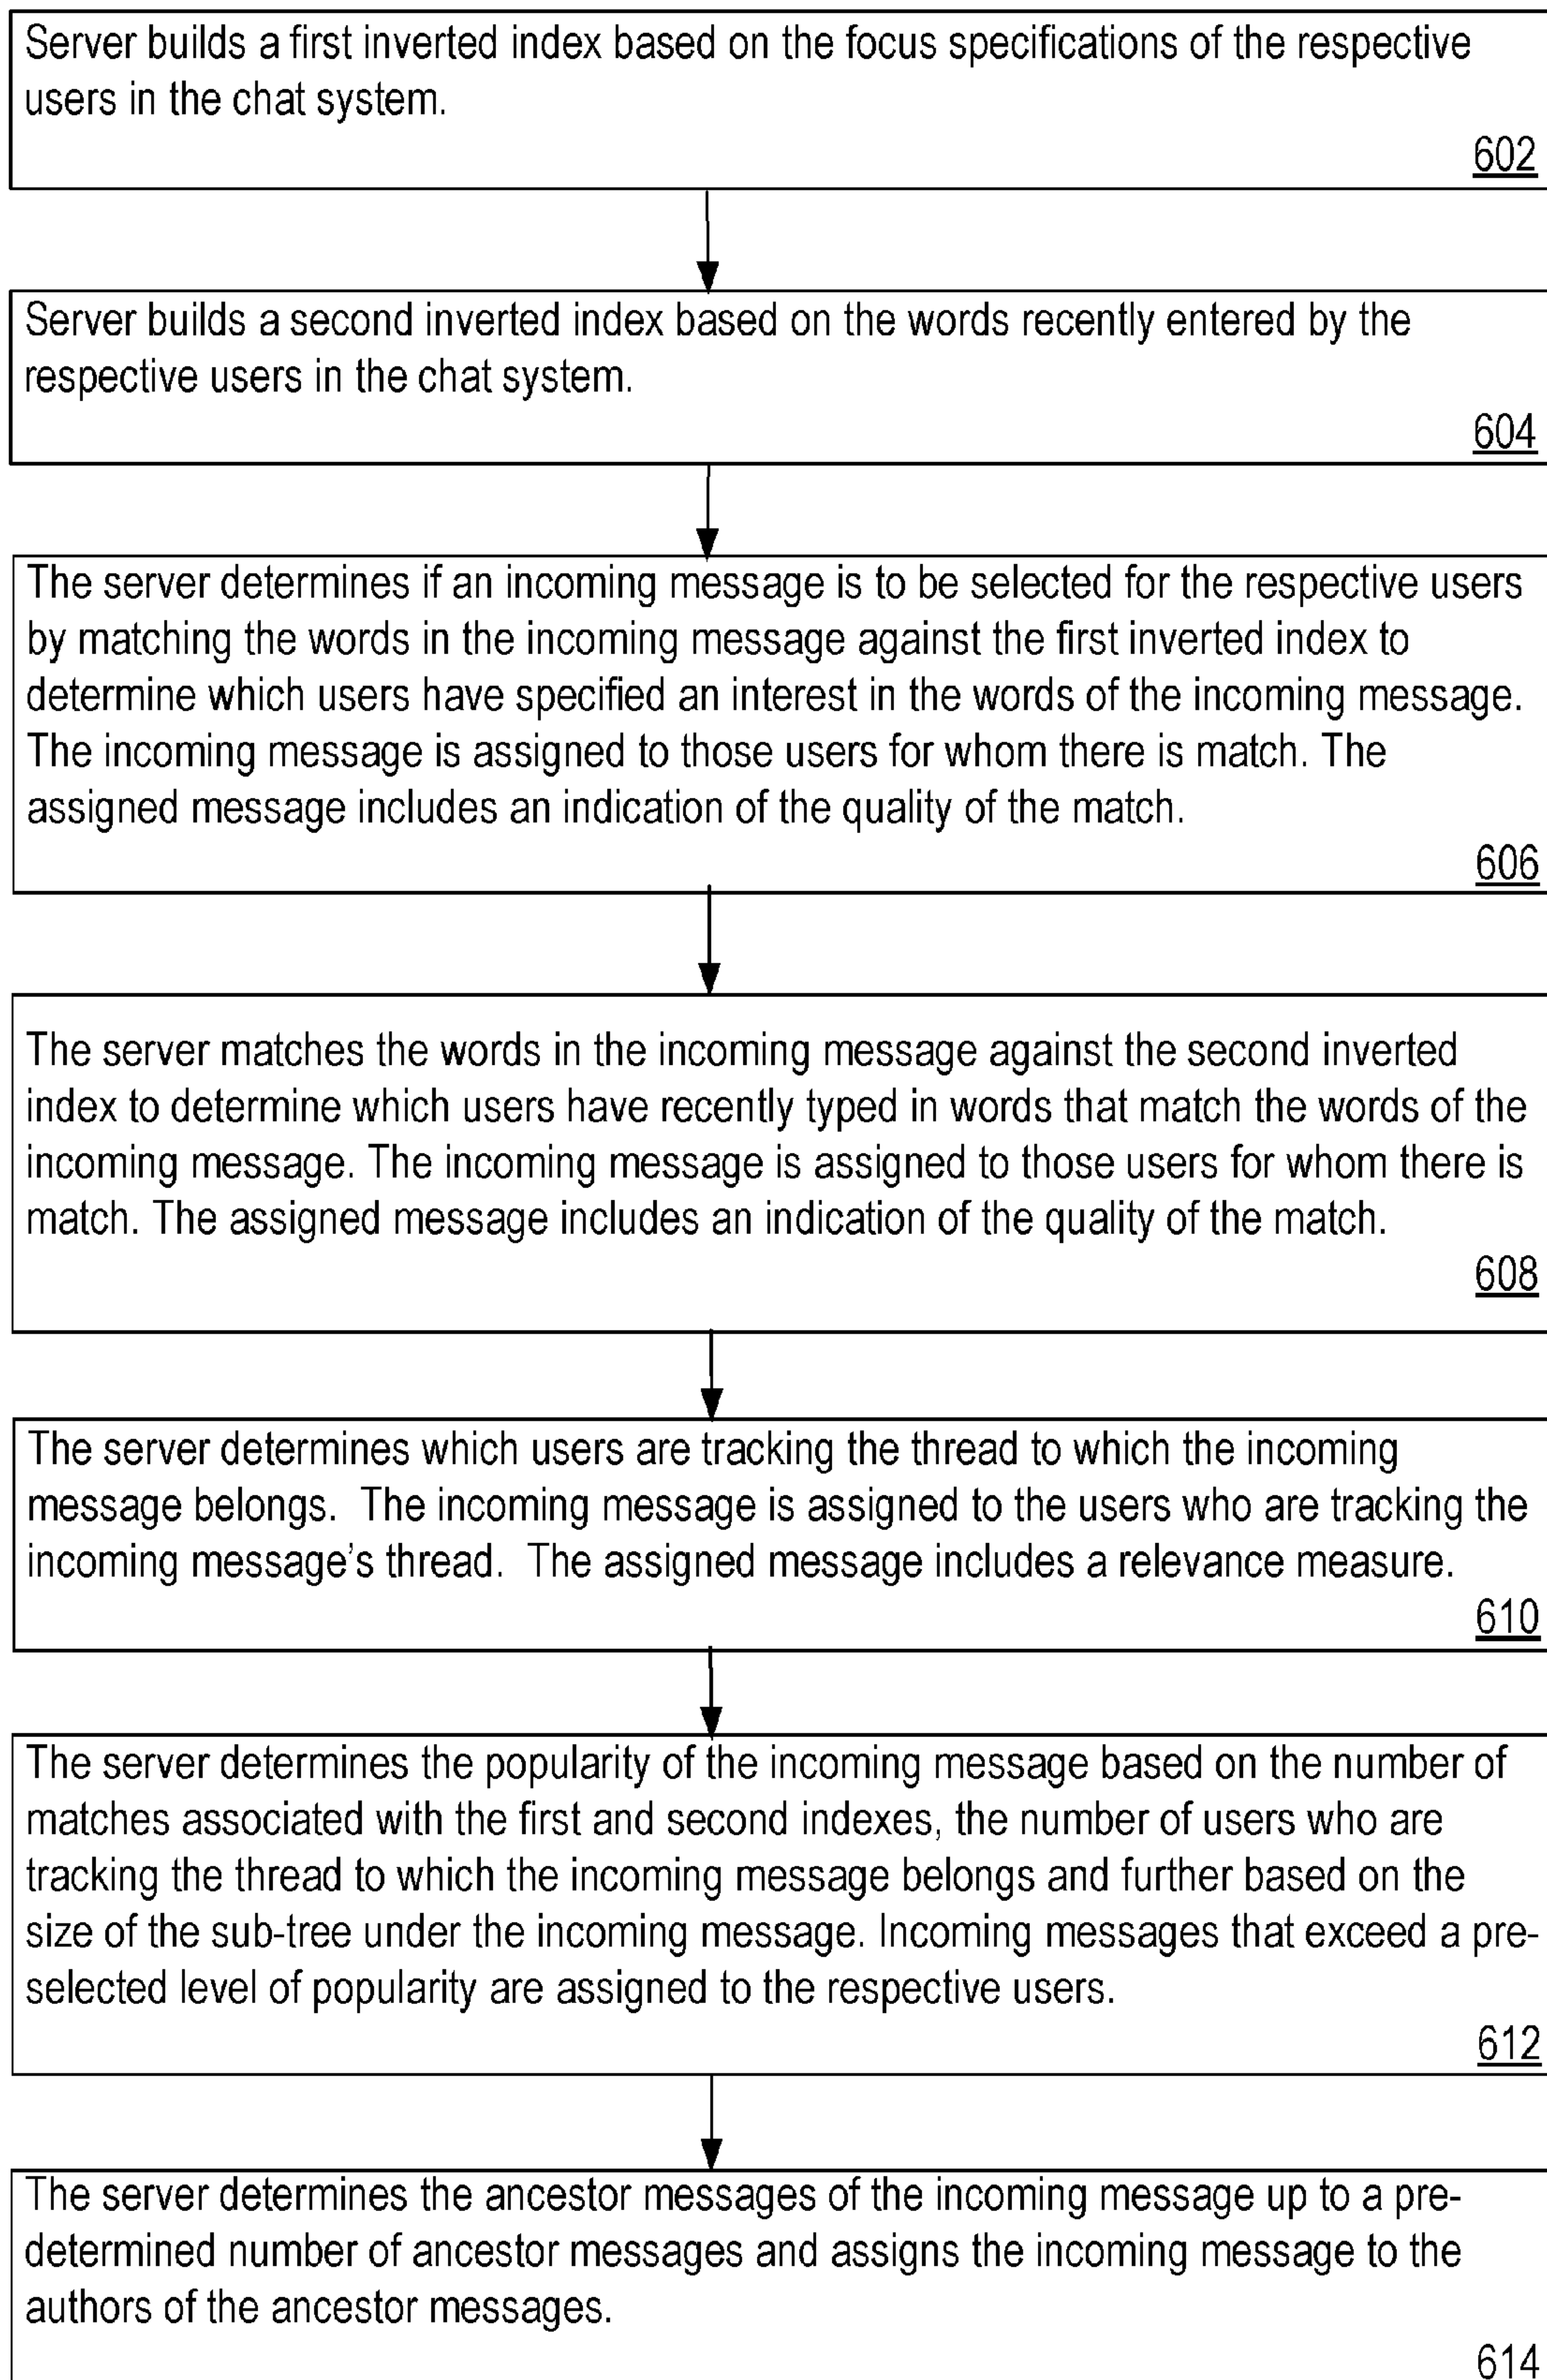 Server builds a first inverted index based on the focus specifications of the respective
users in the chat system.
602
Server builds a second inverted index based on the words recently entered by the
respective users in the chat system.
604
The server determines if an incoming message is to be selected for the respective users
by matching the words in the incoming message against the first inverted index to
determine which users have specified an interest in the words of the incoming message.
The incoming message is assigned to those users for whom there is match. The
assigned message includes an indication of the quality of the match.
606
The server matches the words in the incoming message against the second inverted
index to determine which users have recently typed in words that match the words of the
incoming message. The incoming message is assigned to those users for whom there is
match. The assigned message includes an indication of the quality of the match.
608
The server determines which users are tracking the thread to which the incoming
message belongs.  The incoming message is assigned to the users who are tracking the
incoming message's thread.  The assigned message includes a relevance measure.
610
The server determines the popularity of the incoming message based on the number of
matches associated with the first and second indexes, the number of users who are
tracking the thread to which the incoming message belongs and further based on the
size of the sub-tree under the incoming message. Incoming messages that exceed a pre-
selected level of popularity are assigned to the respective users.
612
The server determines the ancestor messages of the incoming message up to a pre-
determined number of ancestor messages and assigns the incoming message to the
authors of the ancestor messages.
614